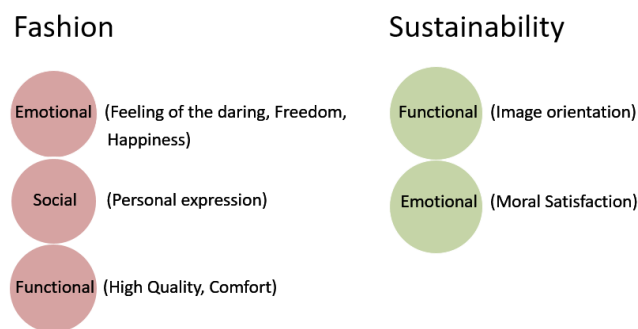 Fashion
Emotional (Feeling of the daring, Freedom,
Happiness)
Social (Personal expression)
Functional (High Quality, Comfort)
Sustainability
Functional (Image orientation)
Emotional (Moral Satisfaction)